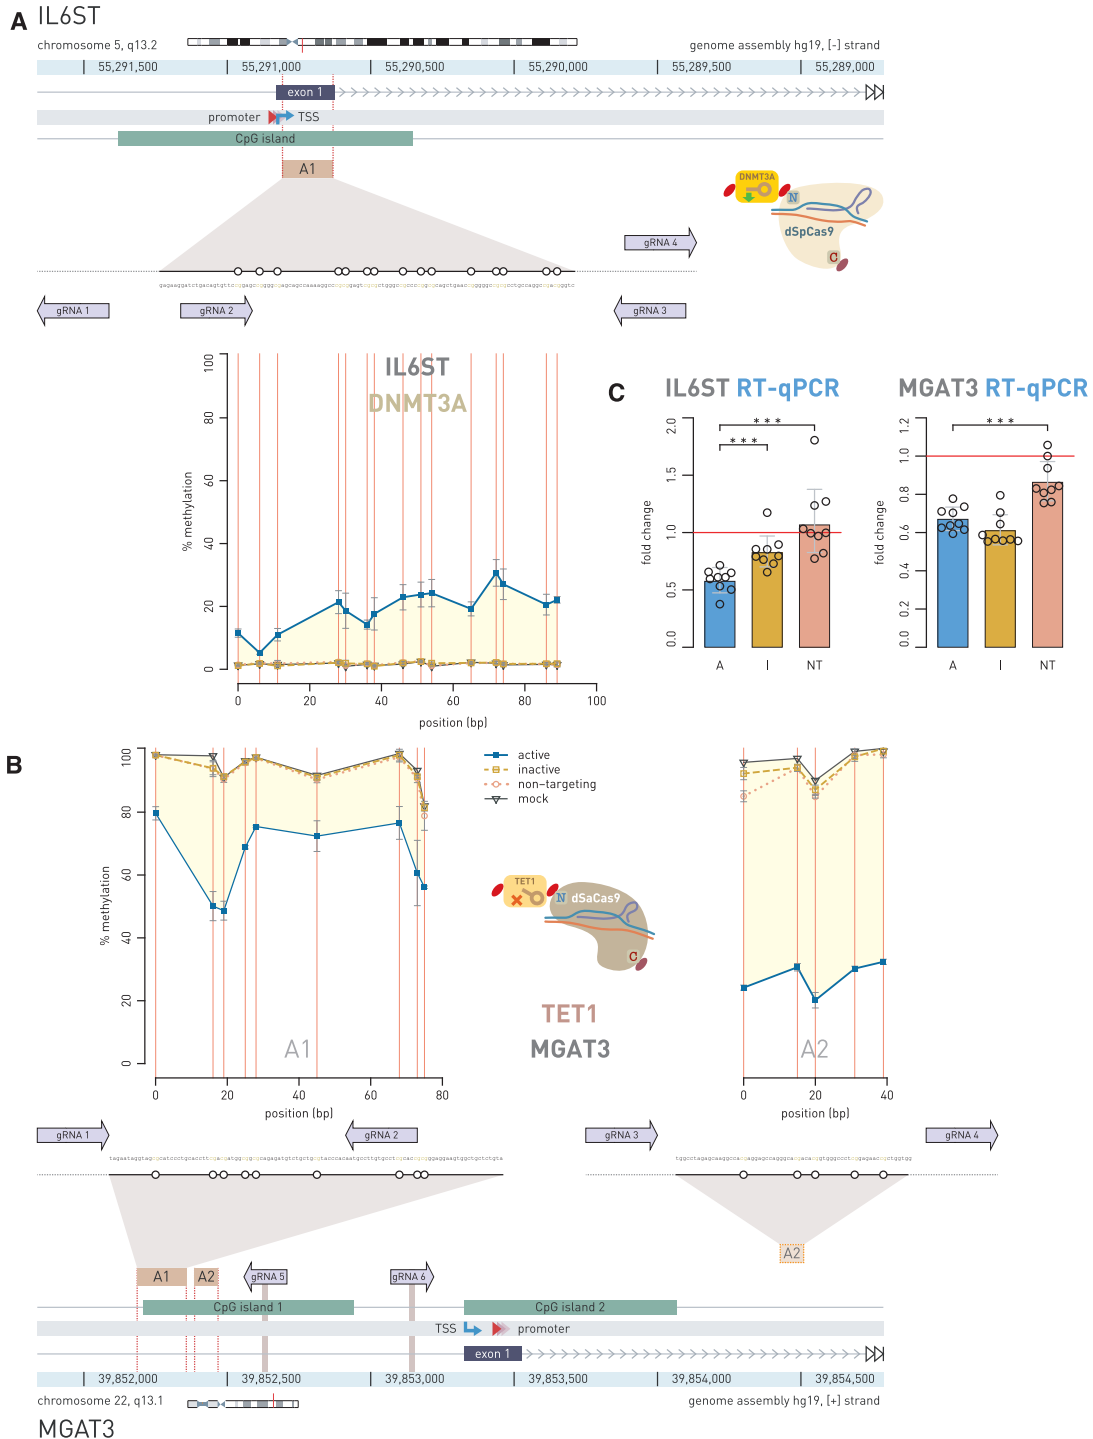 A IL6ST
chromosome 5, q13.2
genome assembly hg19, [-] strand
55,291,500 55,291,000 55,290,500 55,290,000 55,289,500 55,289,000
exon 1
promoter TSS
CpG island
A1
DNMT3A
N
dSpCas9
C
gRNA 4
gRNA 1 gRNA 2 gRNA 3
IL6ST
DNMT3A
% methylation
100
80
60
40
20
0
0 20 40 60 80 100
position (bp)
C IL6ST RT-qPCR
fold change
2.0
1.5
1.0
0.5
0.0
* * *
* * *
A I NT
MGAT3 RT-qPCR
fold change
1.2
1.0
0.8
0.6
0.4
0.2
0.0
* * *
A I NT
B
% methylation
100
80
60
40
20
0
A1
0 20 40 60 80
position (bp)
active
inactive
non-targeting
mock
TET1
N
dSaCas9
C
TET1
MGAT3
A2
0 20 40
position (bp)
gRNA 1 gRNA 2 gRNA 3 gRNA 4
A2
A1 A2 gRNA 5 gRNA 6
CpG island 1 CpG island 2
TSS promoter
exon 1
39,852,000 39,852,500 39,853,000 39,853,500 39,854,000 39,854,500
chromosome 22, q13.1
genome assembly hg19, [+] strand
MGAT3